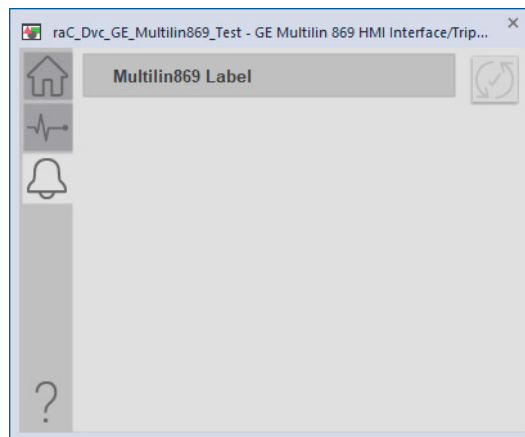 raC_Dvc_GE_Multilin869_Test - GE Multilin 869 HMI Interface/Trip...
Multilin869 Label